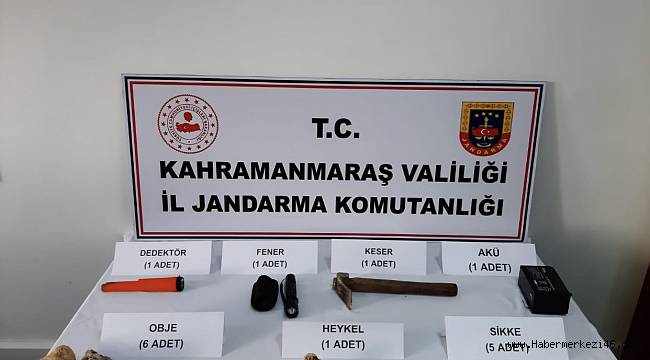 T.C.
KAHRAMANMARAŞ VALİLİĞİ
İL JANDARMA KOMUTANLIĞI
JANDARMA
DEDEKTÖR
(1 ADET)
FENER
(1 ADET)
KESER
(1 ADET)
AKÜ
(1 ADET)
OBJE
(6 ADET)
HEYKEL
(1 ADET)
SİKKE
(5 ADET)
www.Habermerkezi46.com